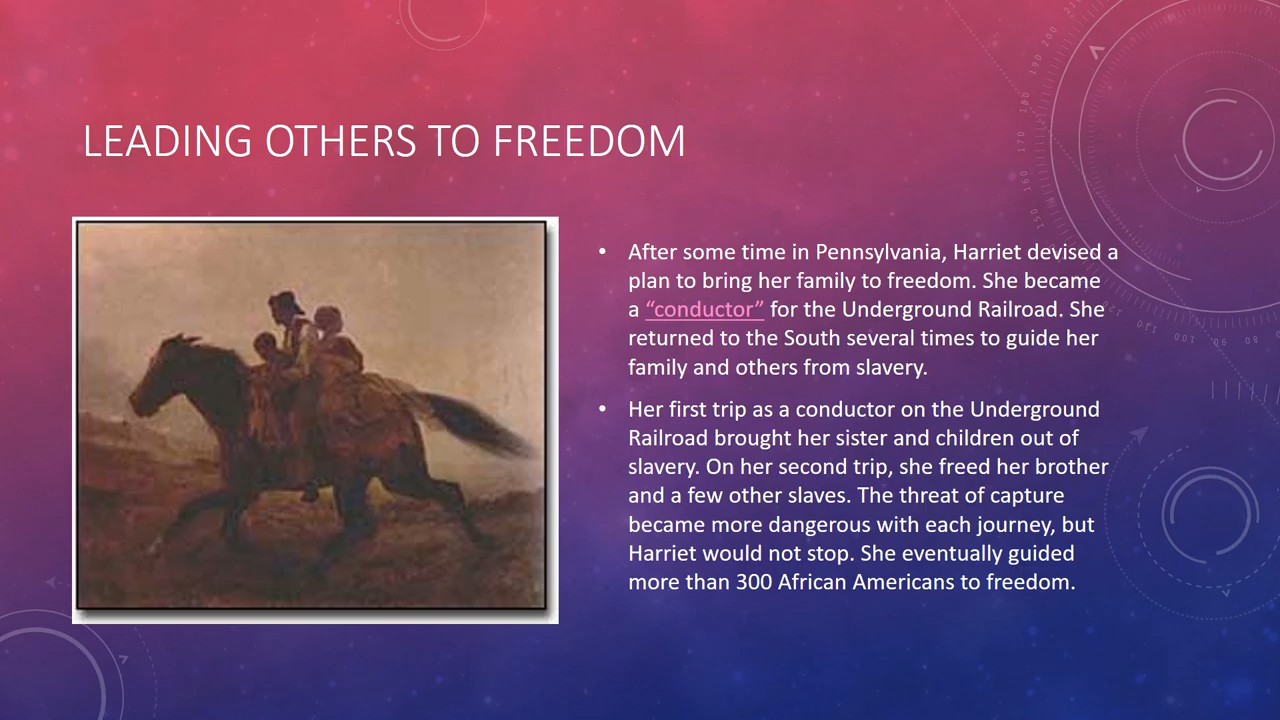 LEADING OTHERS TO FREEDOM
• After some time in Pennsylvania, Harriet devised a
plan to bring her family to freedom. She became
a “conductor” for the Underground Railroad. She
returned to the South several times to guide her
family and others from slavery.
• Her first trip as a conductor on the Underground
Railroad brought her sister and children out of
slavery. On her second trip, she freed her brother
and a few other slaves. The threat of capture
became more dangerous with each journey, but
Harriet would not stop. She eventually guided
more than 300 African Americans to freedom.